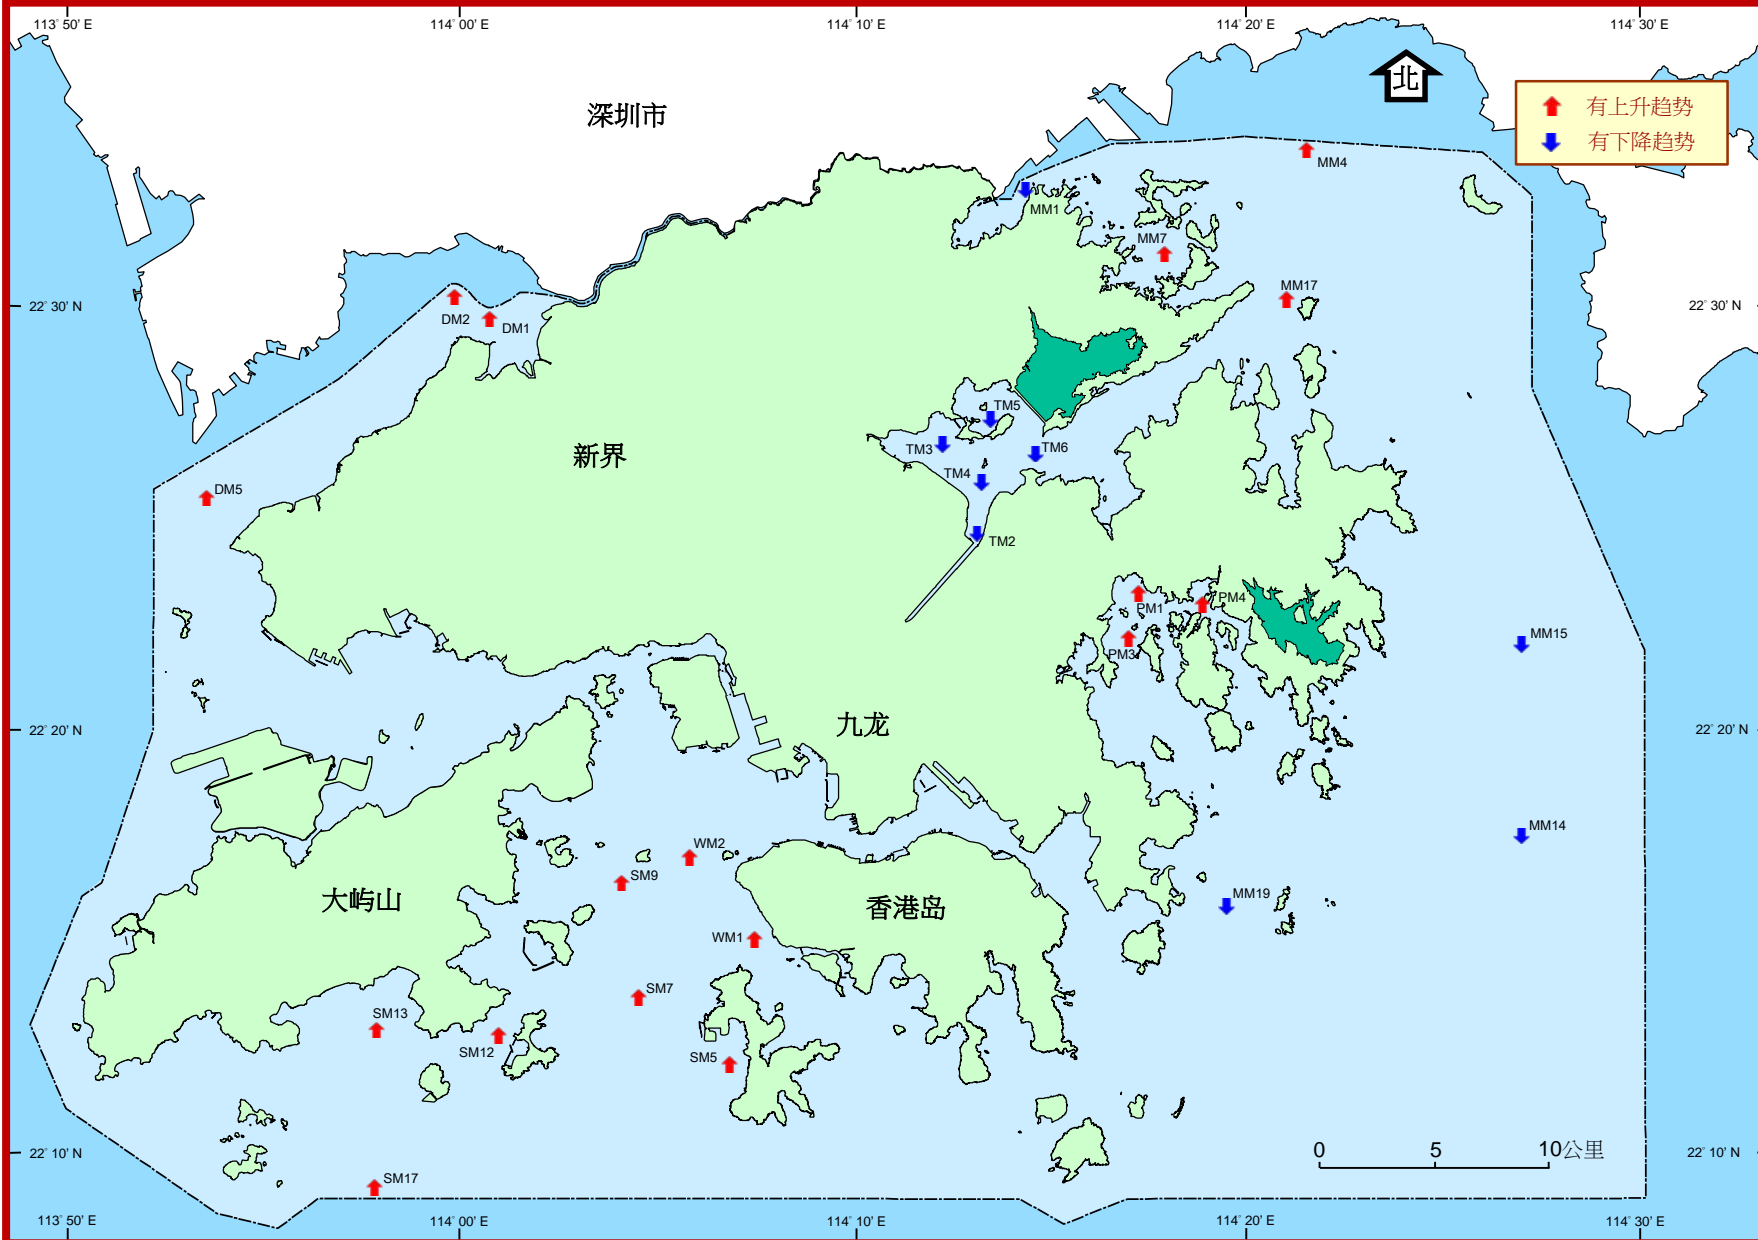 113° 50' E
114° 00' E
114° 10' E
114° 20' E
114° 30' E
北
有上升趋势
有下降趋势
深圳市
MM4
MM1
MM7
MM17
22° 30' N
22° 30' N
DM2
DM1
TM5
TM3
TM6
TM4
新界
DM5
TM2
PM4
PM1
PM3
MM15
22° 20' N
九龙
22° 20' N
MM14
WM2
SM9
大屿山
香港岛
MM19
WM1
SM7
SM13
SM12
SM5
0 5 10公里
22° 10' N
22° 10' N
SM17
113° 50' E
114° 00' E
114° 10' E
114° 20' E
114° 30' E